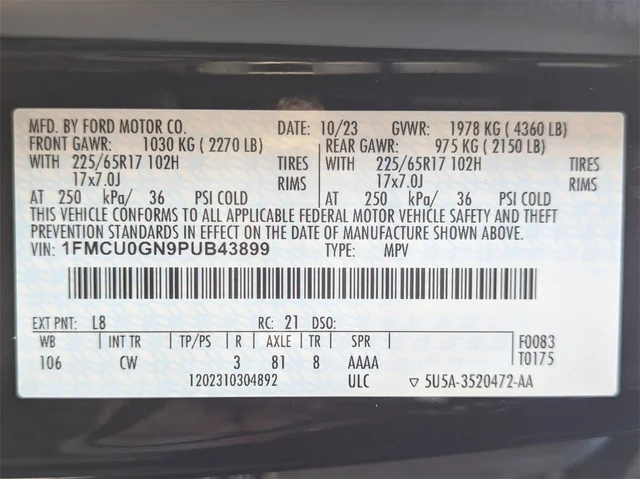 MFD. BY FORD MOTOR CO. DATE: 10/23 GVWR: 1978 KG ( 4360 LB)
FRONT GAWR: 1030 KG ( 2270 LB) REAR GAWR: 975 KG ( 2150 LB)
WITH 225/65R17 102H TIRES WITH 225/65R17 102H TIRES
17x7.0J RIMS 17x7.0J RIMS
AT 250 kPa/ 36 PSI COLD AT 250 kPa/ 36 PSI COLD
THIS VEHICLE CONFORMS TO ALL APPLICABLE FEDERAL MOTOR VEHICLE SAFETY AND THEFT
PREVENTION STANDARDS IN EFFECT ON THE DATE OF MANUFACTURE SHOWN ABOVE.
VIN: 1FMCU0GN9PUB43899 TYPE: MPV
EXT PNT: L8 RC: 21 DSO:
WB INT TR TP/PS R AXLE TR SPR F0083
106 CW 3 81 8 AAAA T0175
1202310304892 ULC ▽ 5U5A-3520472-AA